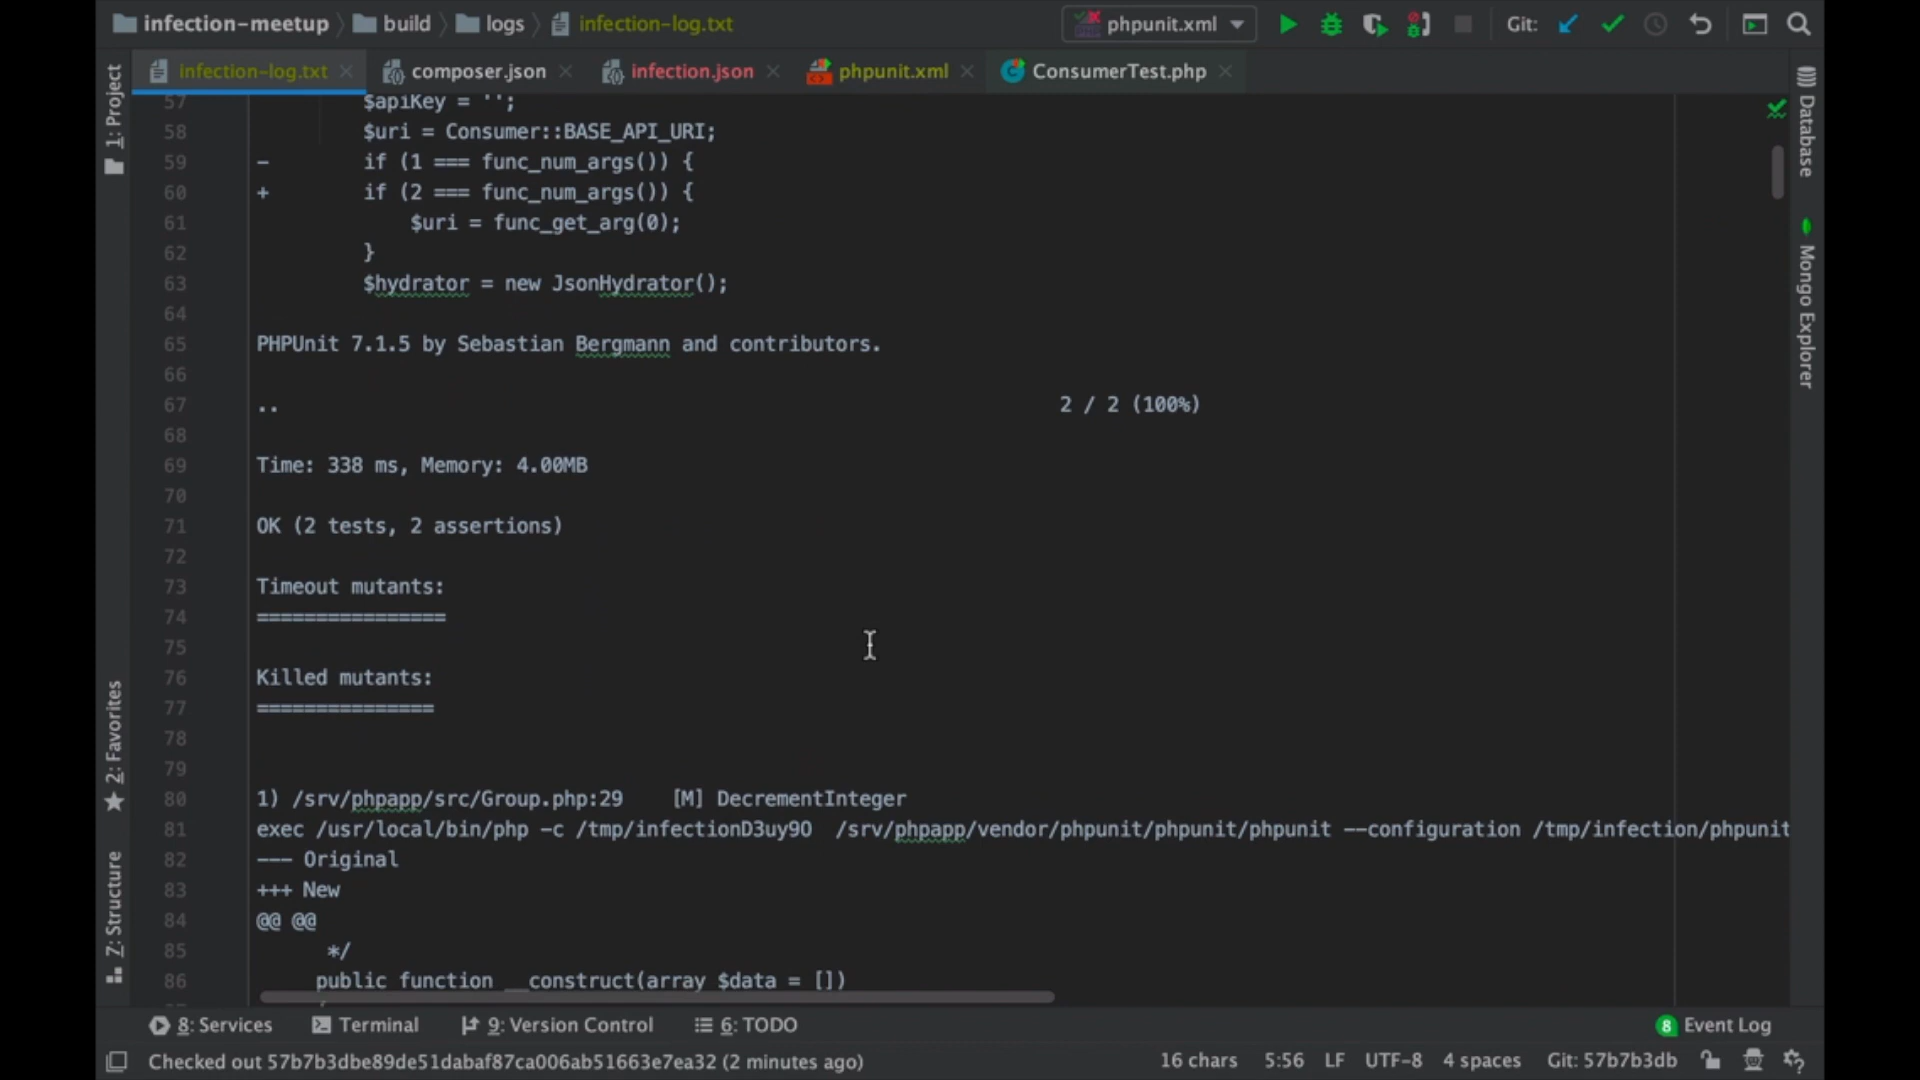 infection-meetup build logs infection-log.txt phpunit.xml Git:
infection-log.txt composer.json infection.json phpunit.xml ConsumerTest.php
1: Project
2: Favorites
Z: Structure
Database
Mongo Explorer
57 $apiKey = '';
58 $uri = Consumer::BASE_API_URI;
59 - if (1 === func_num_args()) {
60 + if (2 === func_num_args()) {
61 $uri = func_get_arg(0);
62 }
63 $hydrator = new JsonHydrator();
64
65 PHPUnit 7.1.5 by Sebastian Bergmann and contributors.
66
67 .. 2 / 2 (100%)
68
69 Time: 338 ms, Memory: 4.00MB
70
71 OK (2 tests, 2 assertions)
72
73 Timeout mutants:
74 ================
75
76 Killed mutants:
77 ===============
78
79
80 1) /srv/phpapp/src/Group.php:29 [M] DecrementInteger
81 exec /usr/local/bin/php -c /tmp/infectionD3uy9O /srv/phpapp/vendor/phpunit/phpunit/phpunit --configuration /tmp/infection/phpunit
82 --- Original
83 +++ New
84 @@ @@
85 */
86 public function __construct(array $data = [])
8: Services Terminal 9: Version Control 6: TODO 8 Event Log
Checked out 57b7b3dbe89de51dabaf87ca006ab51663e7ea32 (2 minutes ago) 16 chars 5:56 LF UTF-8 4 spaces Git: 57b7b3db